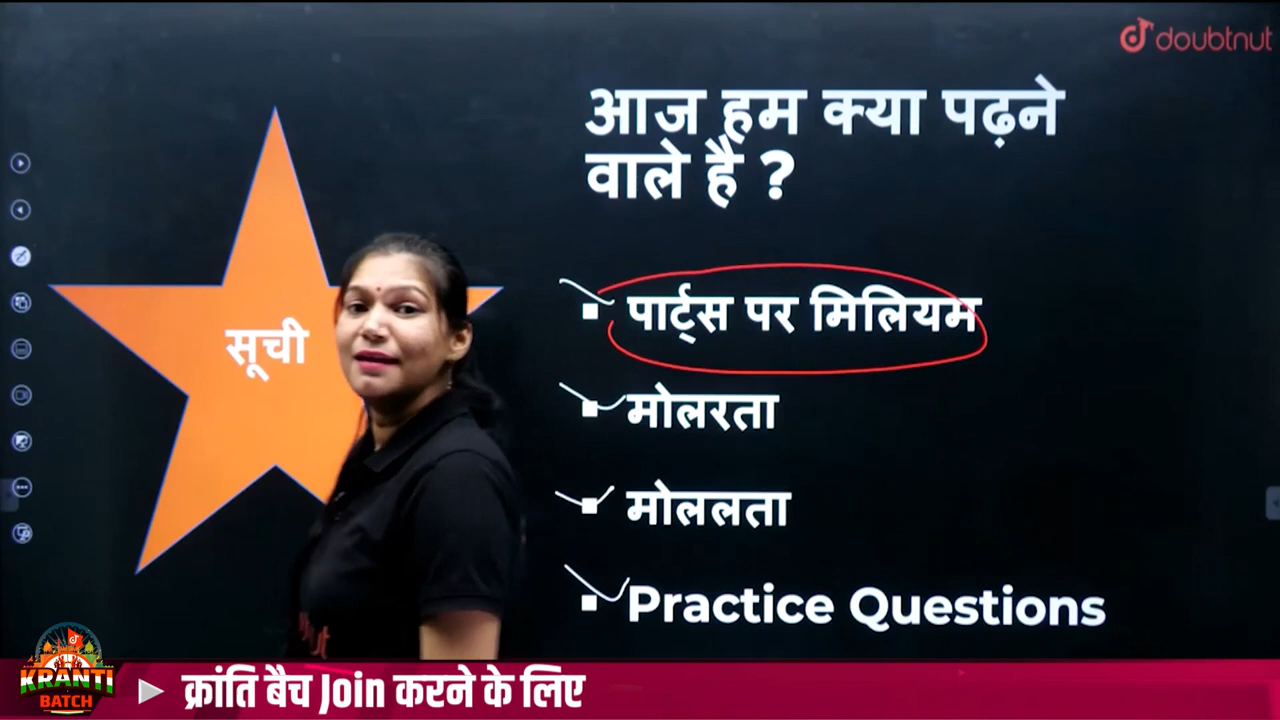 doubtnut
आज हम क्या पढ़ने
वाले है ?
सूची
पार्ट्स पर मिलियम
मोलरता
मोललता
Practice Questions
KRANTI
BATCH
क्रांति बैच Join करने के लिए